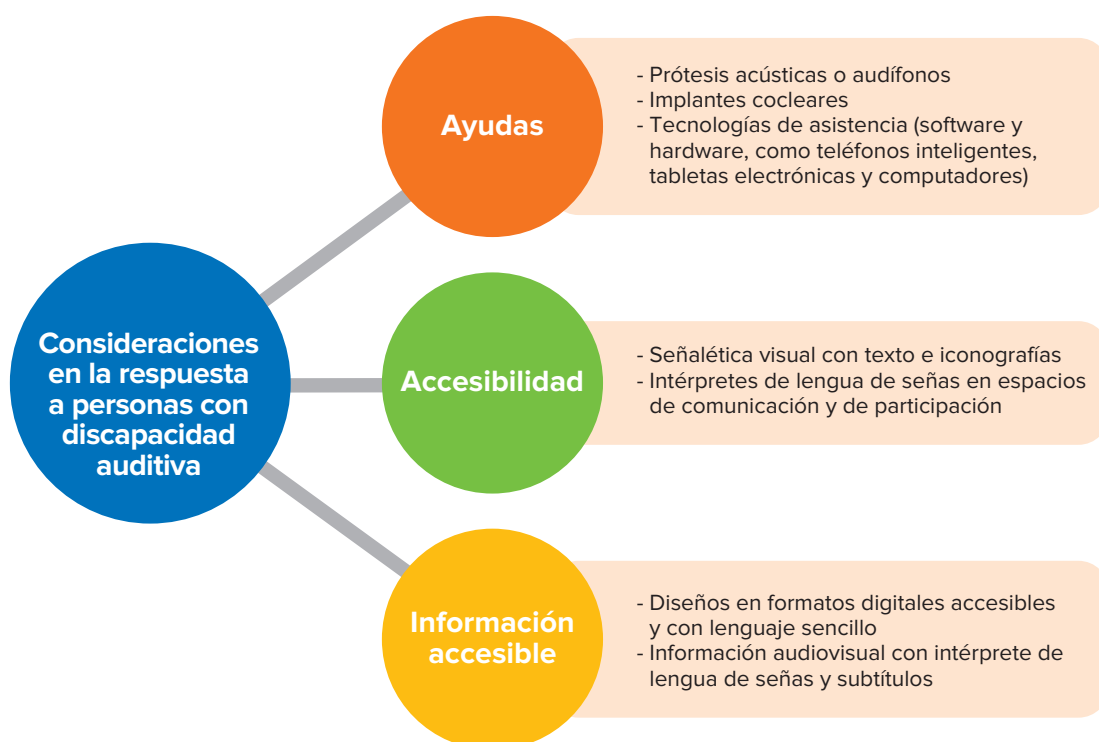 Consideraciones
en la respuesta
a personas con
discapacidad
auditiva
Ayudas
- Prótesis acústicas o audífonos
- Implantes cocleares
- Tecnologías de asistencia (software y
hardware, como teléfonos inteligentes,
tabletas electrónicas y computadores)
Accesibilidad
- Señalética visual con texto e iconografías
- Intérpretes de lengua de señas en espacios
de comunicación y de participación
Información
accesible
- Diseños en formatos digitales accesibles
y con lenguaje sencillo
- Información audiovisual con intérprete de
lengua de señas y subtítulos